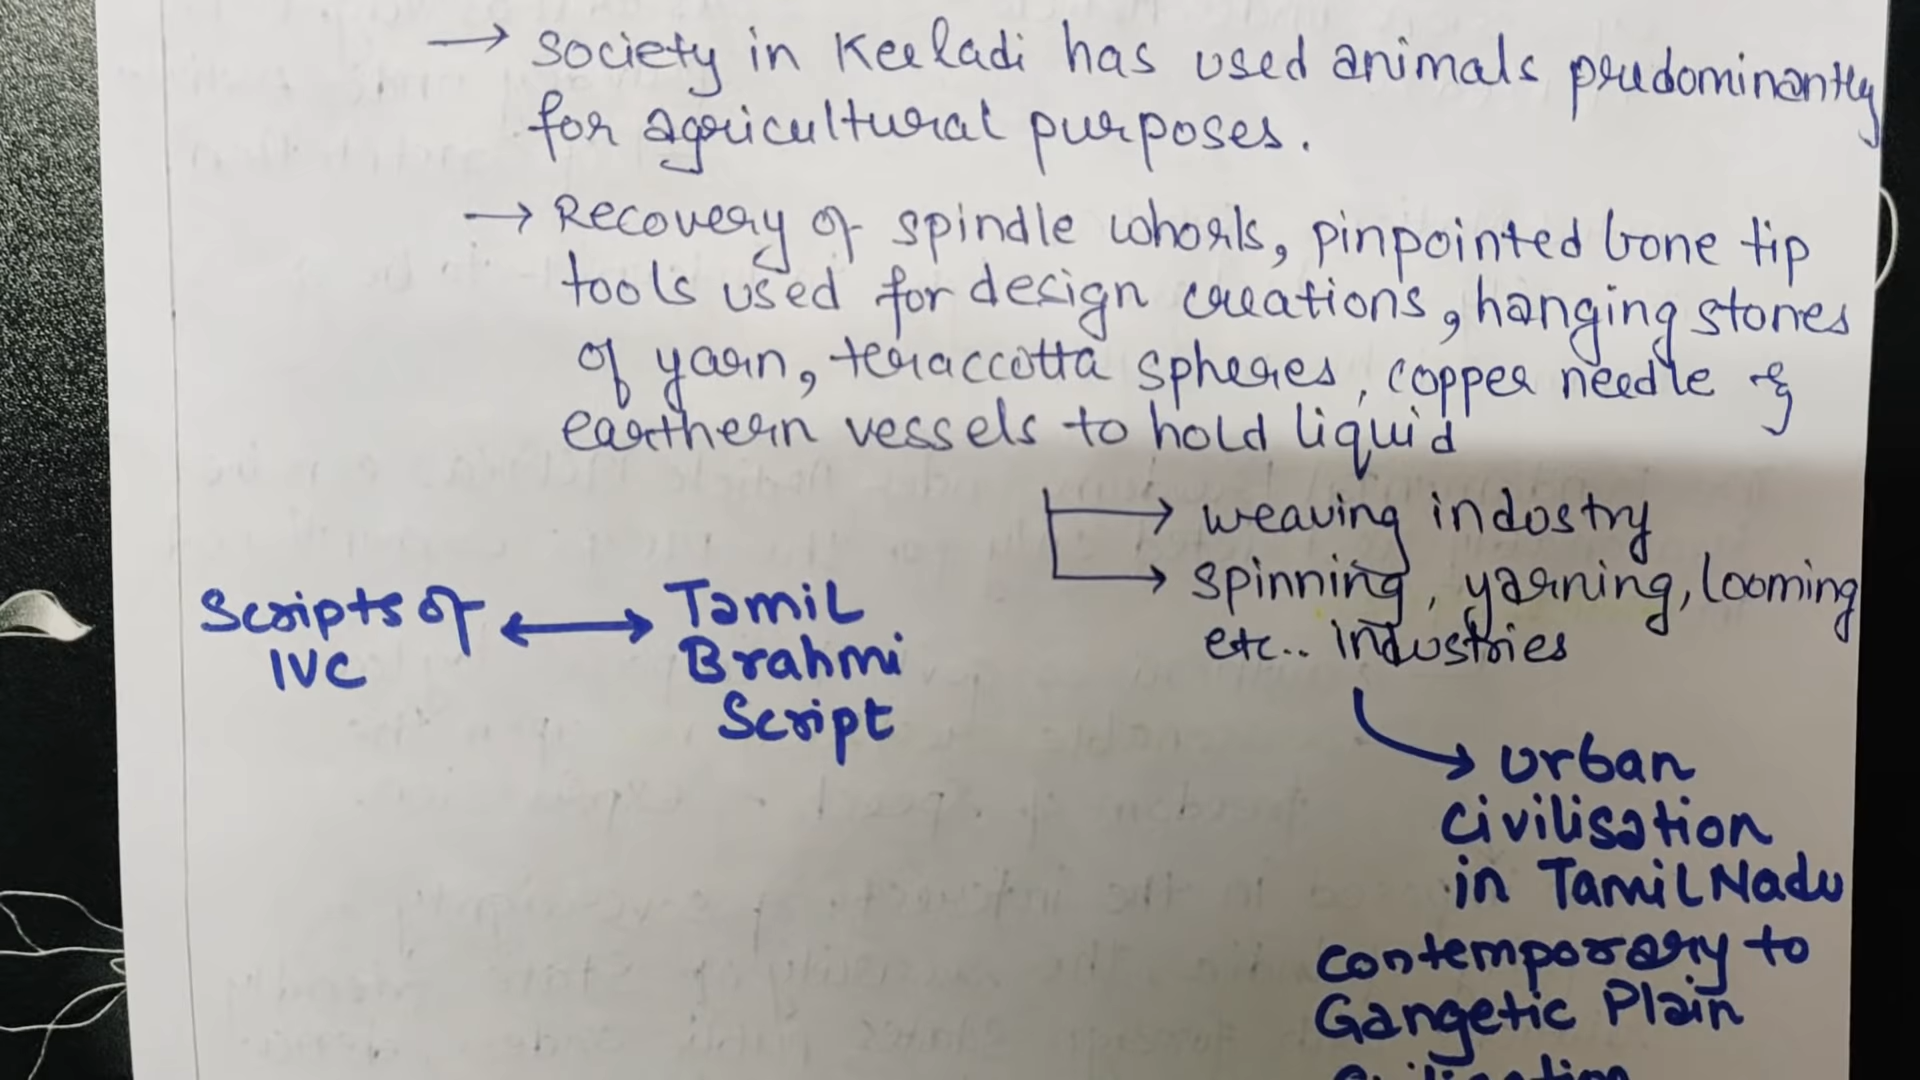 → Society in Keeladi has used animals predominantly
for agricultural purposes.
→ Recovery of spindle whorls, pinpointed bone tip
tools used for design creations, hanging stones
of yarn, teraccotta spheres, copper needle &
earthern vessels to hold liquid
→ weaving industry
→ spinning, yarning, looming
etc.. industries
Scripts of ↔ Tamil
IVC Brahmi
Script
→ Urban
civilisation
in Tamil Nadu
contemporary to
Gangetic Plain